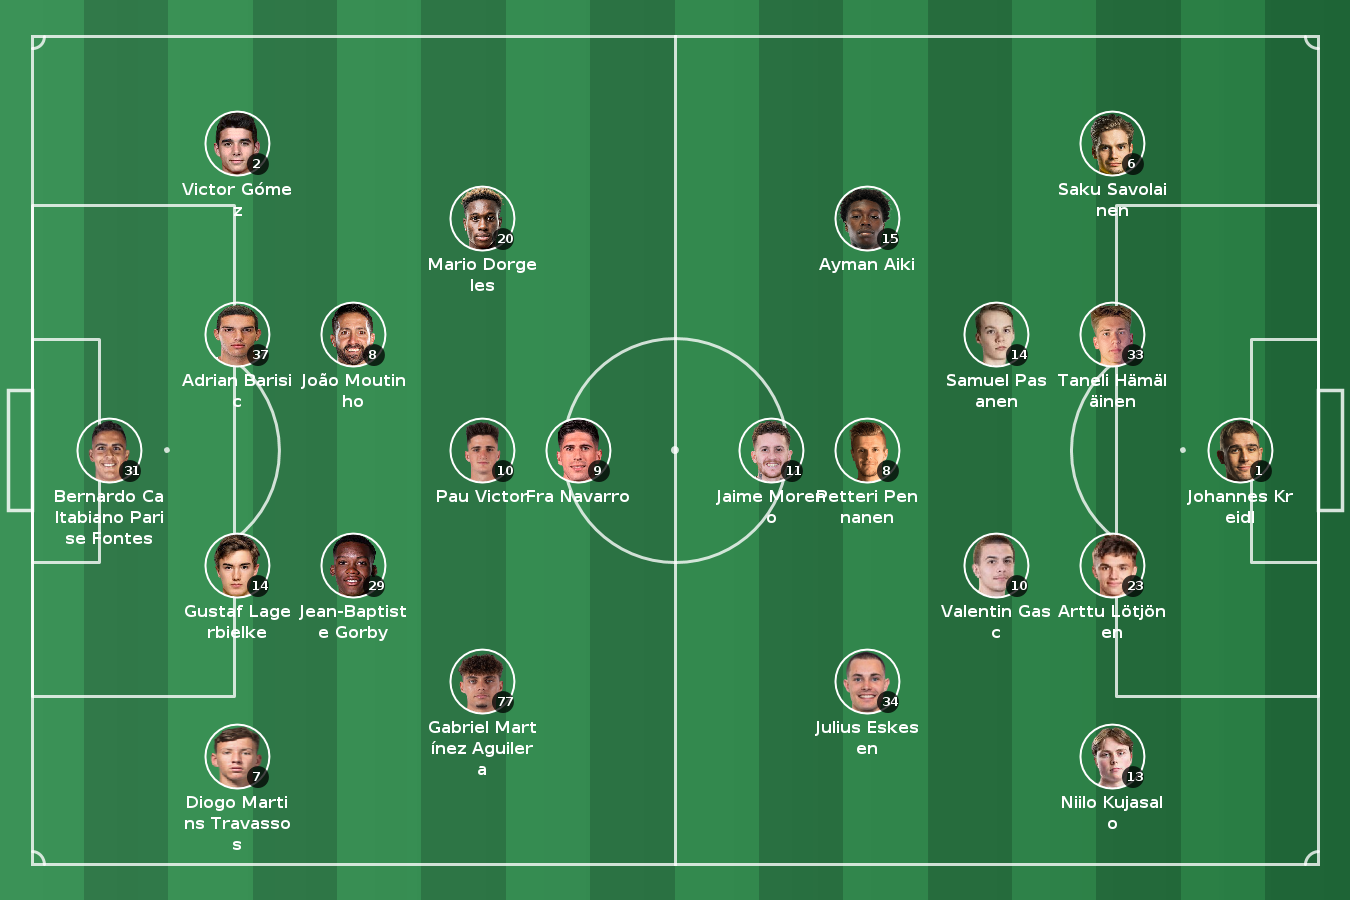 2
Victor Góme
z
6
Saku Savolai
nen
20
Mario Dorge
les
15
Ayman Aiki
37
Adrian Barisi
c
8
João Moutin
ho
14
Samuel Pas
anen
33
Taneli Hämäl
äinen
31
Bernardo Ca
ltabiano Pari
se Fontes
10
Pau Victor
9
Fra Navarro
11
Jaime Moren
o
8
Petteri Pen
nanen
1
Johannes Kr
eidl
14
Gustaf Lage
rbielke
29
Jean-Baptist
e Gorby
10
Valentin Gas
c
23
Arttu Lötjön
en
77
Gabriel Mart
ínez Aguiler
a
34
Julius Eskes
en
7
Diogo Marti
ns Travasso
s
13
Niilo Kujasal
o